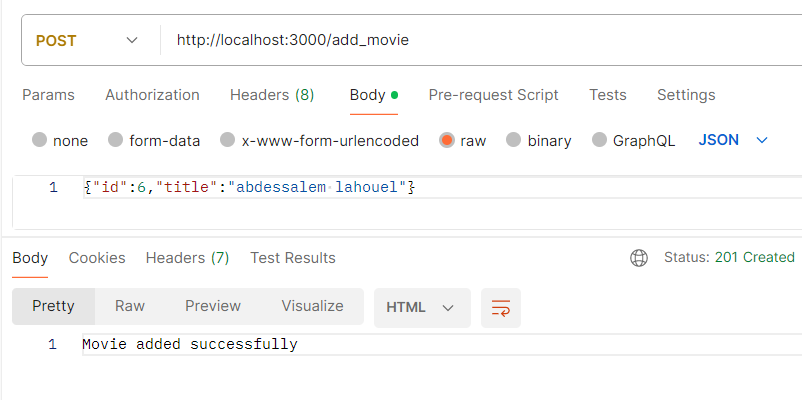 POST http://localhost:3000/add_movie
Params Authorization Headers (8) Body Pre-request Script Tests Settings
none form-data x-www-form-urlencoded raw binary GraphQL JSON
1 {"id":6,"title":"abdessalem lahouel"}
Body Cookies Headers (7) Test Results Status: 201 Created
Pretty Raw Preview Visualize HTML
1 Movie added successfully